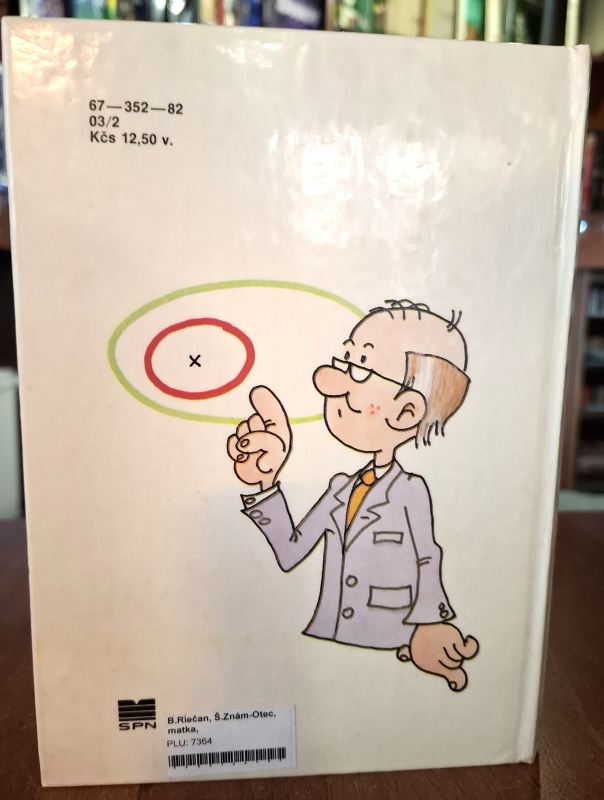 67—352—82
03/2
Kčs 12,50 v.
x
SPN
B.Riečan, Š.Znám-Otec,
matka,
PLU: 7364